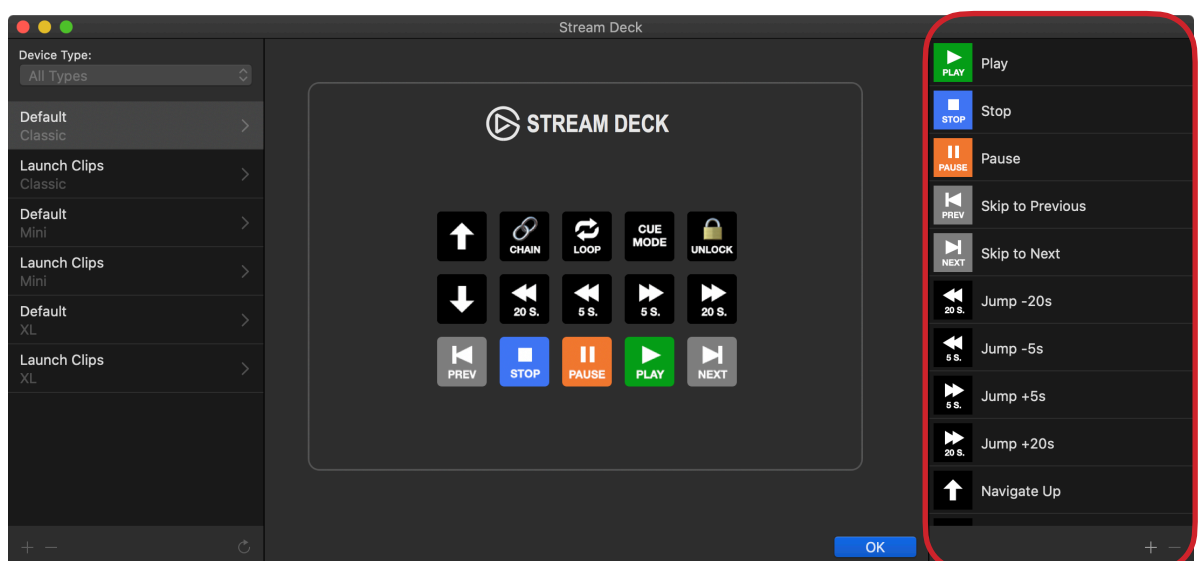 Stream Deck
Device Type:
All Types
Default
Classic
Launch Clips
Classic
Default
Mini
Launch Clips
Mini
Default
XL
Launch Clips
XL
STREAM DECK
CHAIN
LOOP
CUE
MODE
UNLOCK
20 S.
5 S.
5 S.
20 S.
PREV
STOP
PAUSE
PLAY
NEXT
OK
PLAY
Play
STOP
Stop
PAUSE
Pause
PREV
Skip to Previous
NEXT
Skip to Next
20 S.
Jump -20s
5 S.
Jump -5s
5 S.
Jump +5s
20 S.
Jump +20s
Navigate Up